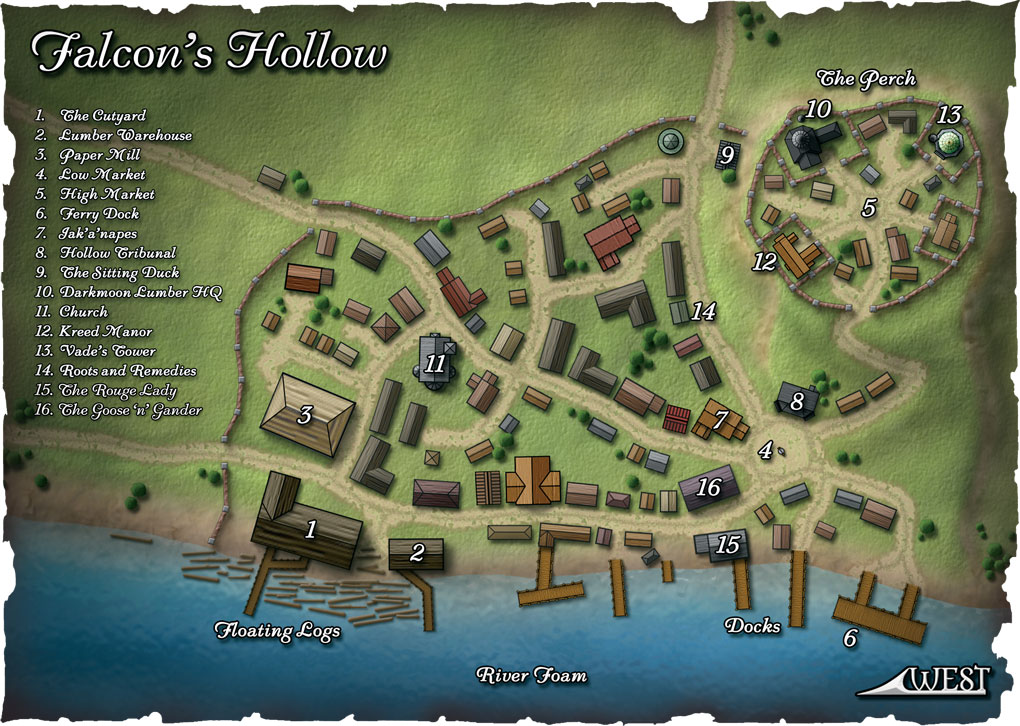 Falcon's Hollow
1. The Cutyard
2. Lumber Warehouse
3. Paper Mill
4. Low Market
5. High Market
6. Ferry Dock
7. Jak'a'napes
8. Hollow Tribunal
9. The Sitting Duck
10. Darkmoon Lumber HQ
11. Church
12. Kreed Manor
13. Vade's Tower
14. Roots and Remedies
15. The Rouge Lady
16. The Goose 'n' Gander
The Perch
10
13
9
5
12
14
11
8
3
7
4
16
1
2
15
Floating Logs
Docks
6
River Foam
WEST